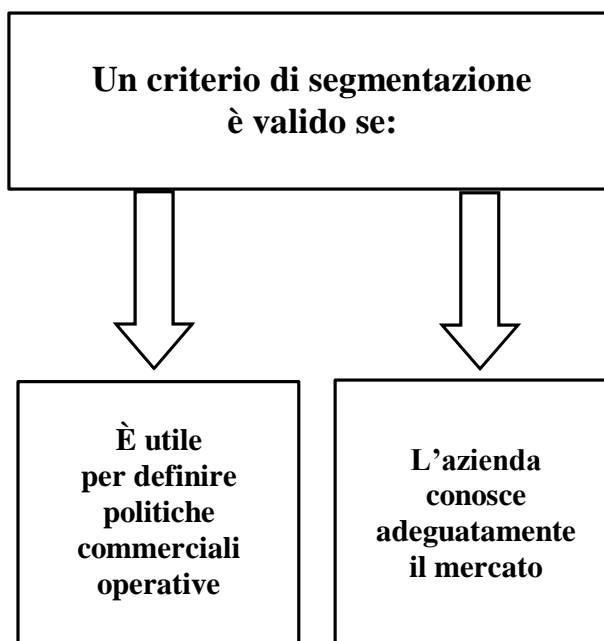 Un criterio di segmentazione
è valido se:
È utile
per definire
politiche
commerciali
operative
L’azienda
conosce
adeguatamente
il mercato